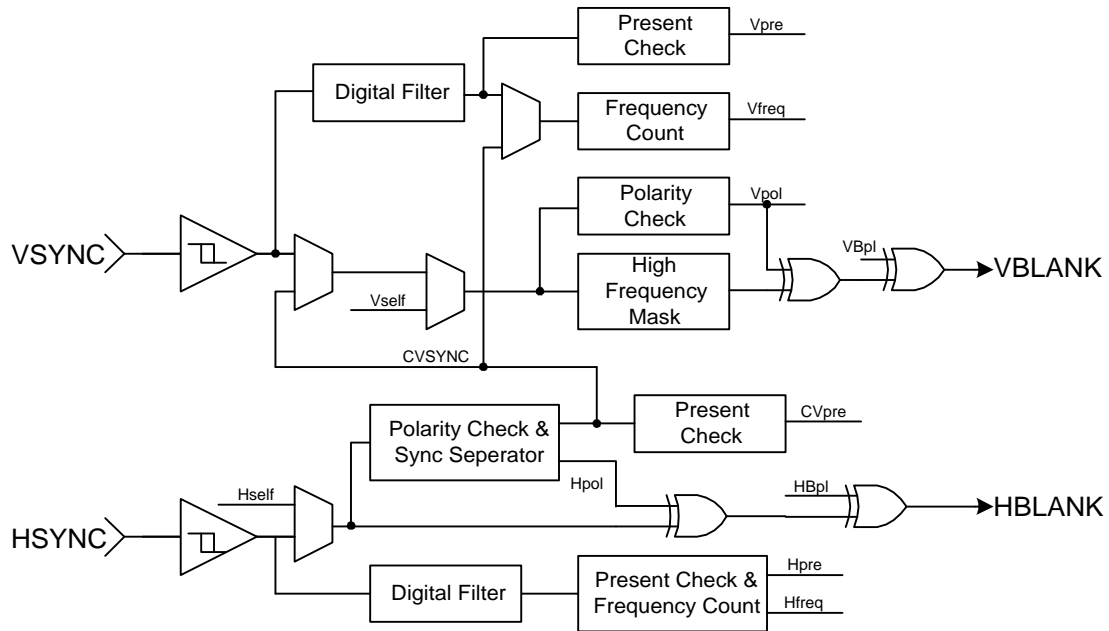 Present
Check
Vpre
Digital Filter
Frequency
Count
Vfreq
Polarity
Check
Vpol
VSYNC
VBpl
VBLANK
High
Frequency
Mask
Vself
CVSYNC
Polarity Check &
Sync Seperator
Present
Check
CVpre
Hself
Hpol
HBpl
HSYNC
HBLANK
Digital Filter
Present Check &
Frequency Count
Hpre
Hfreq